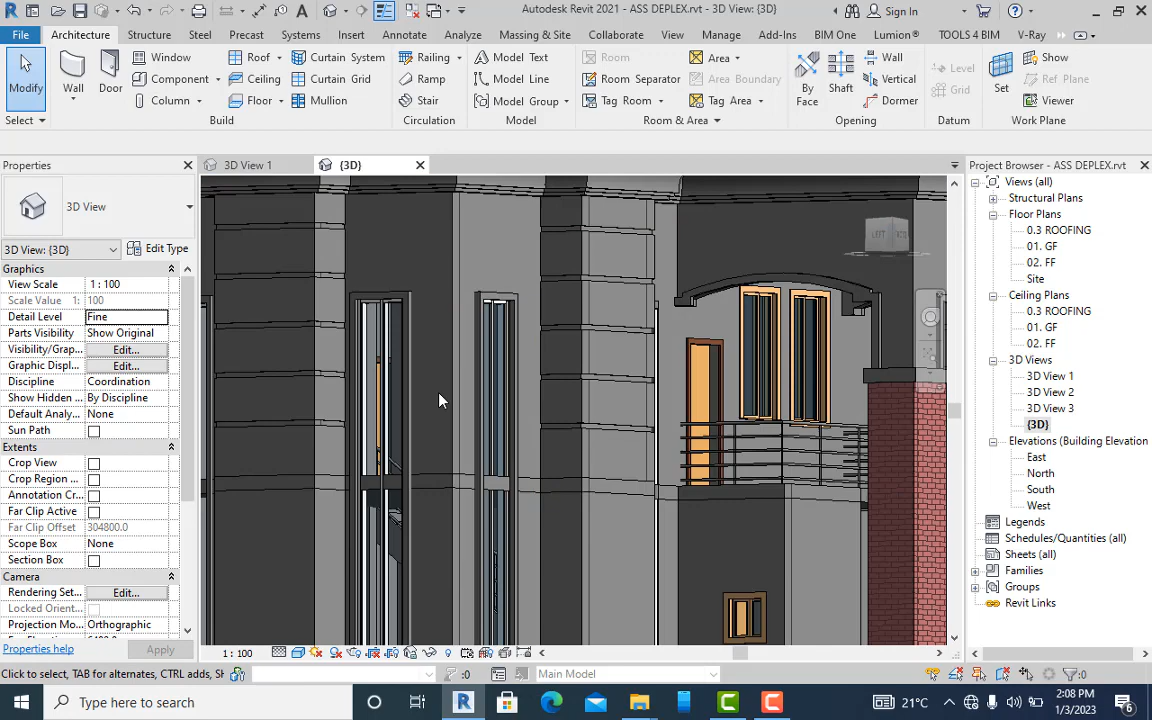 Autodesk Revit 2021 - ASS DEPLEX.rvt - 3D View: {3D}
Sign In
File Architecture Structure Steel Precast Systems Insert Annotate Analyze Massing & Site Collaborate View Manage Add-Ins BIM One Lumion® TOOLS 4 BIM V-Ray
Modify
Wall
Door
Window
Component
Column
Roof
Ceiling
Floor
Curtain System
Curtain Grid
Mullion
Railing
Ramp
Stair
Model Text
Model Line
Model Group
Room
Room Separator
Tag Room
Area
Area Boundary
Tag Area
By
Face
Shaft
Wall
Vertical
Dormer
Level
Grid
Set
Show
Ref Plane
Viewer
Select Build Circulation Model Room & Area Opening Datum Work Plane
Properties
3D View
3D View: {3D}
Edit Type
Graphics
View Scale 1 : 100
Scale Value 1: 100
Detail Level Fine
Parts Visibility Show Original
Visibility/Grap... Edit...
Graphic Displ... Edit...
Discipline Coordination
Show Hidden ... By Discipline
Default Analy... None
Sun Path
Extents
Crop View
Crop Region ...
Annotation Cr...
Far Clip Active
Far Clip Offset 304800.0
Scope Box None
Section Box
Camera
Rendering Set... Edit...
Locked Orient...
Projection Mo... Orthographic
Properties help
Apply
3D View 1
{3D}
LEFT
1 : 100
Project Browser - ASS DEPLEX.rvt
Views (all)
Structural Plans
Floor Plans
0.3 ROOFING
01. GF
02. FF
Site
Ceiling Plans
0.3 ROOFING
01. GF
02. FF
3D Views
3D View 1
3D View 2
3D View 3
{3D}
Elevations (Building Elevation
East
North
South
West
Legends
Schedules/Quantities (all)
Sheets (all)
Families
Groups
Revit Links
Click to select, TAB for alternates, CTRL adds, SH
:0
Main Model
:0
Type here to search
21°C
2:08 PM
1/3/2023
6